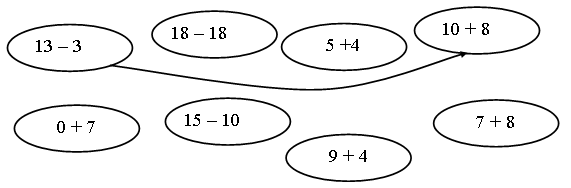 13 – 3
18 – 18
5 +4
10 + 8
0 + 7
15 – 10
9 + 4
7 + 8